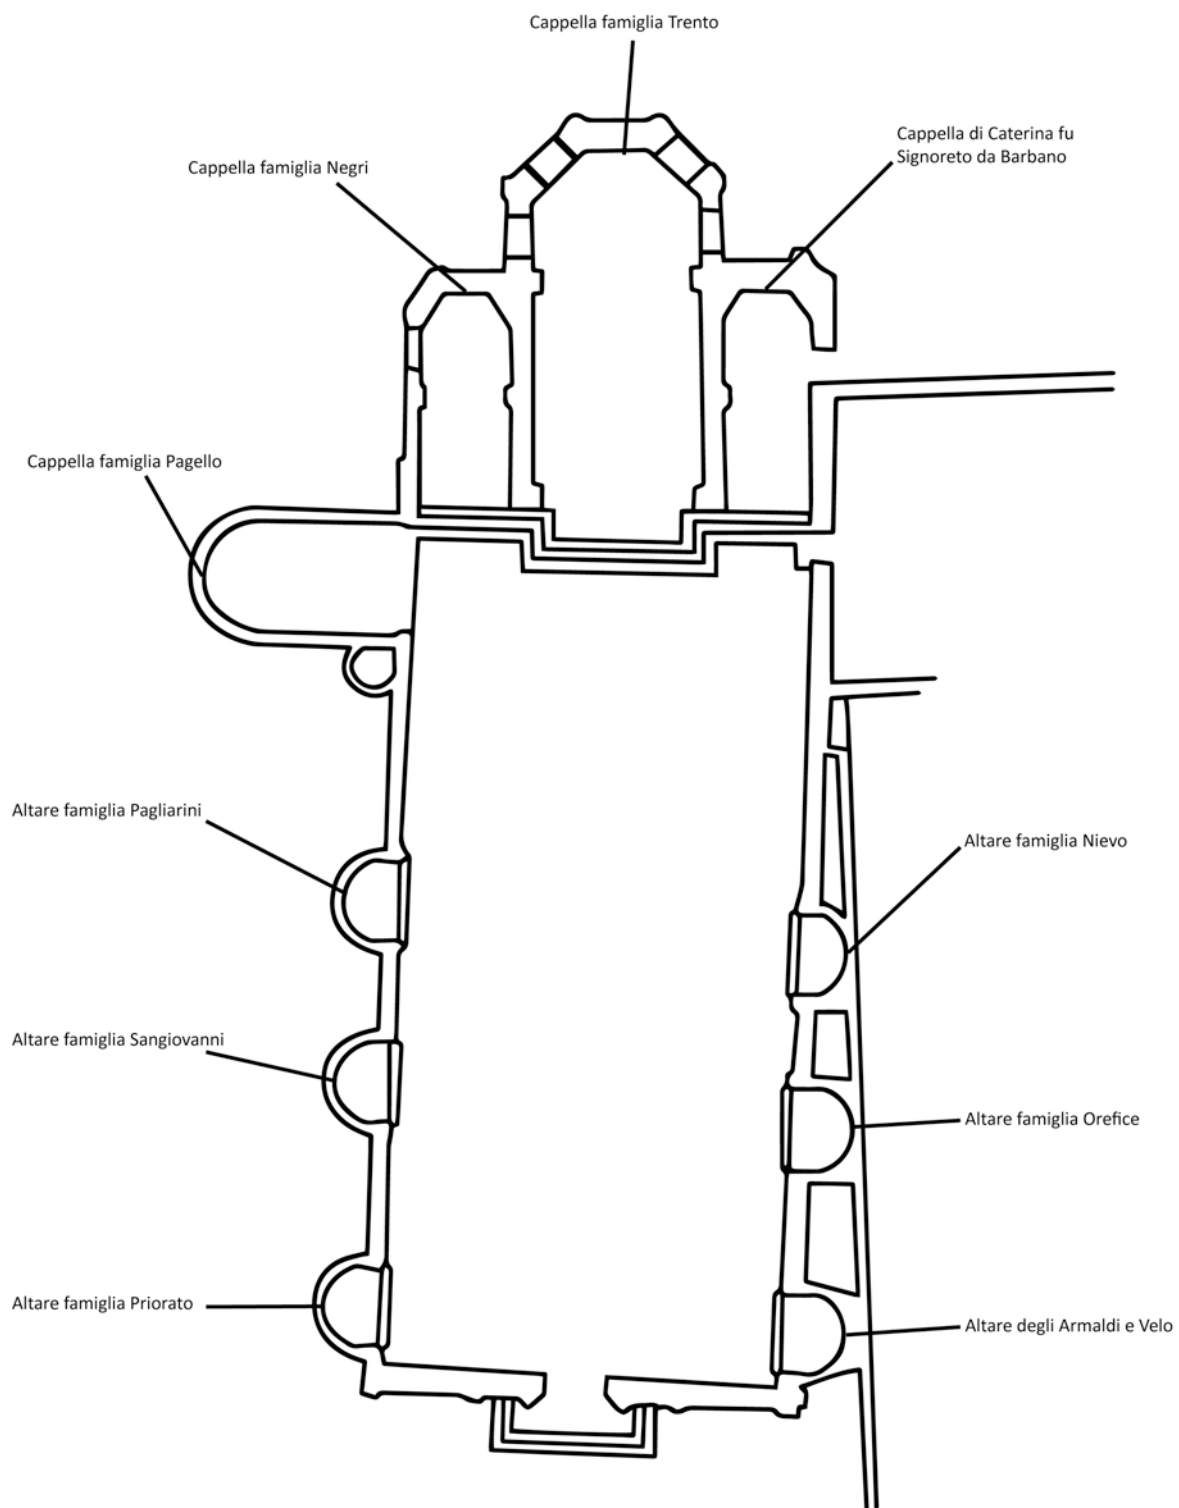 Cappella famiglia Trento
Cappella di Caterina fu
Signoreto da Barbano
Cappella famiglia Negri
Cappella famiglia Pagello
Altare famiglia Pagliarini
Altare famiglia Nievo
Altare famiglia Sangiovanni
Altare famiglia Orefice
Altare famiglia Priorato
Altare degli Armaldi e Velo